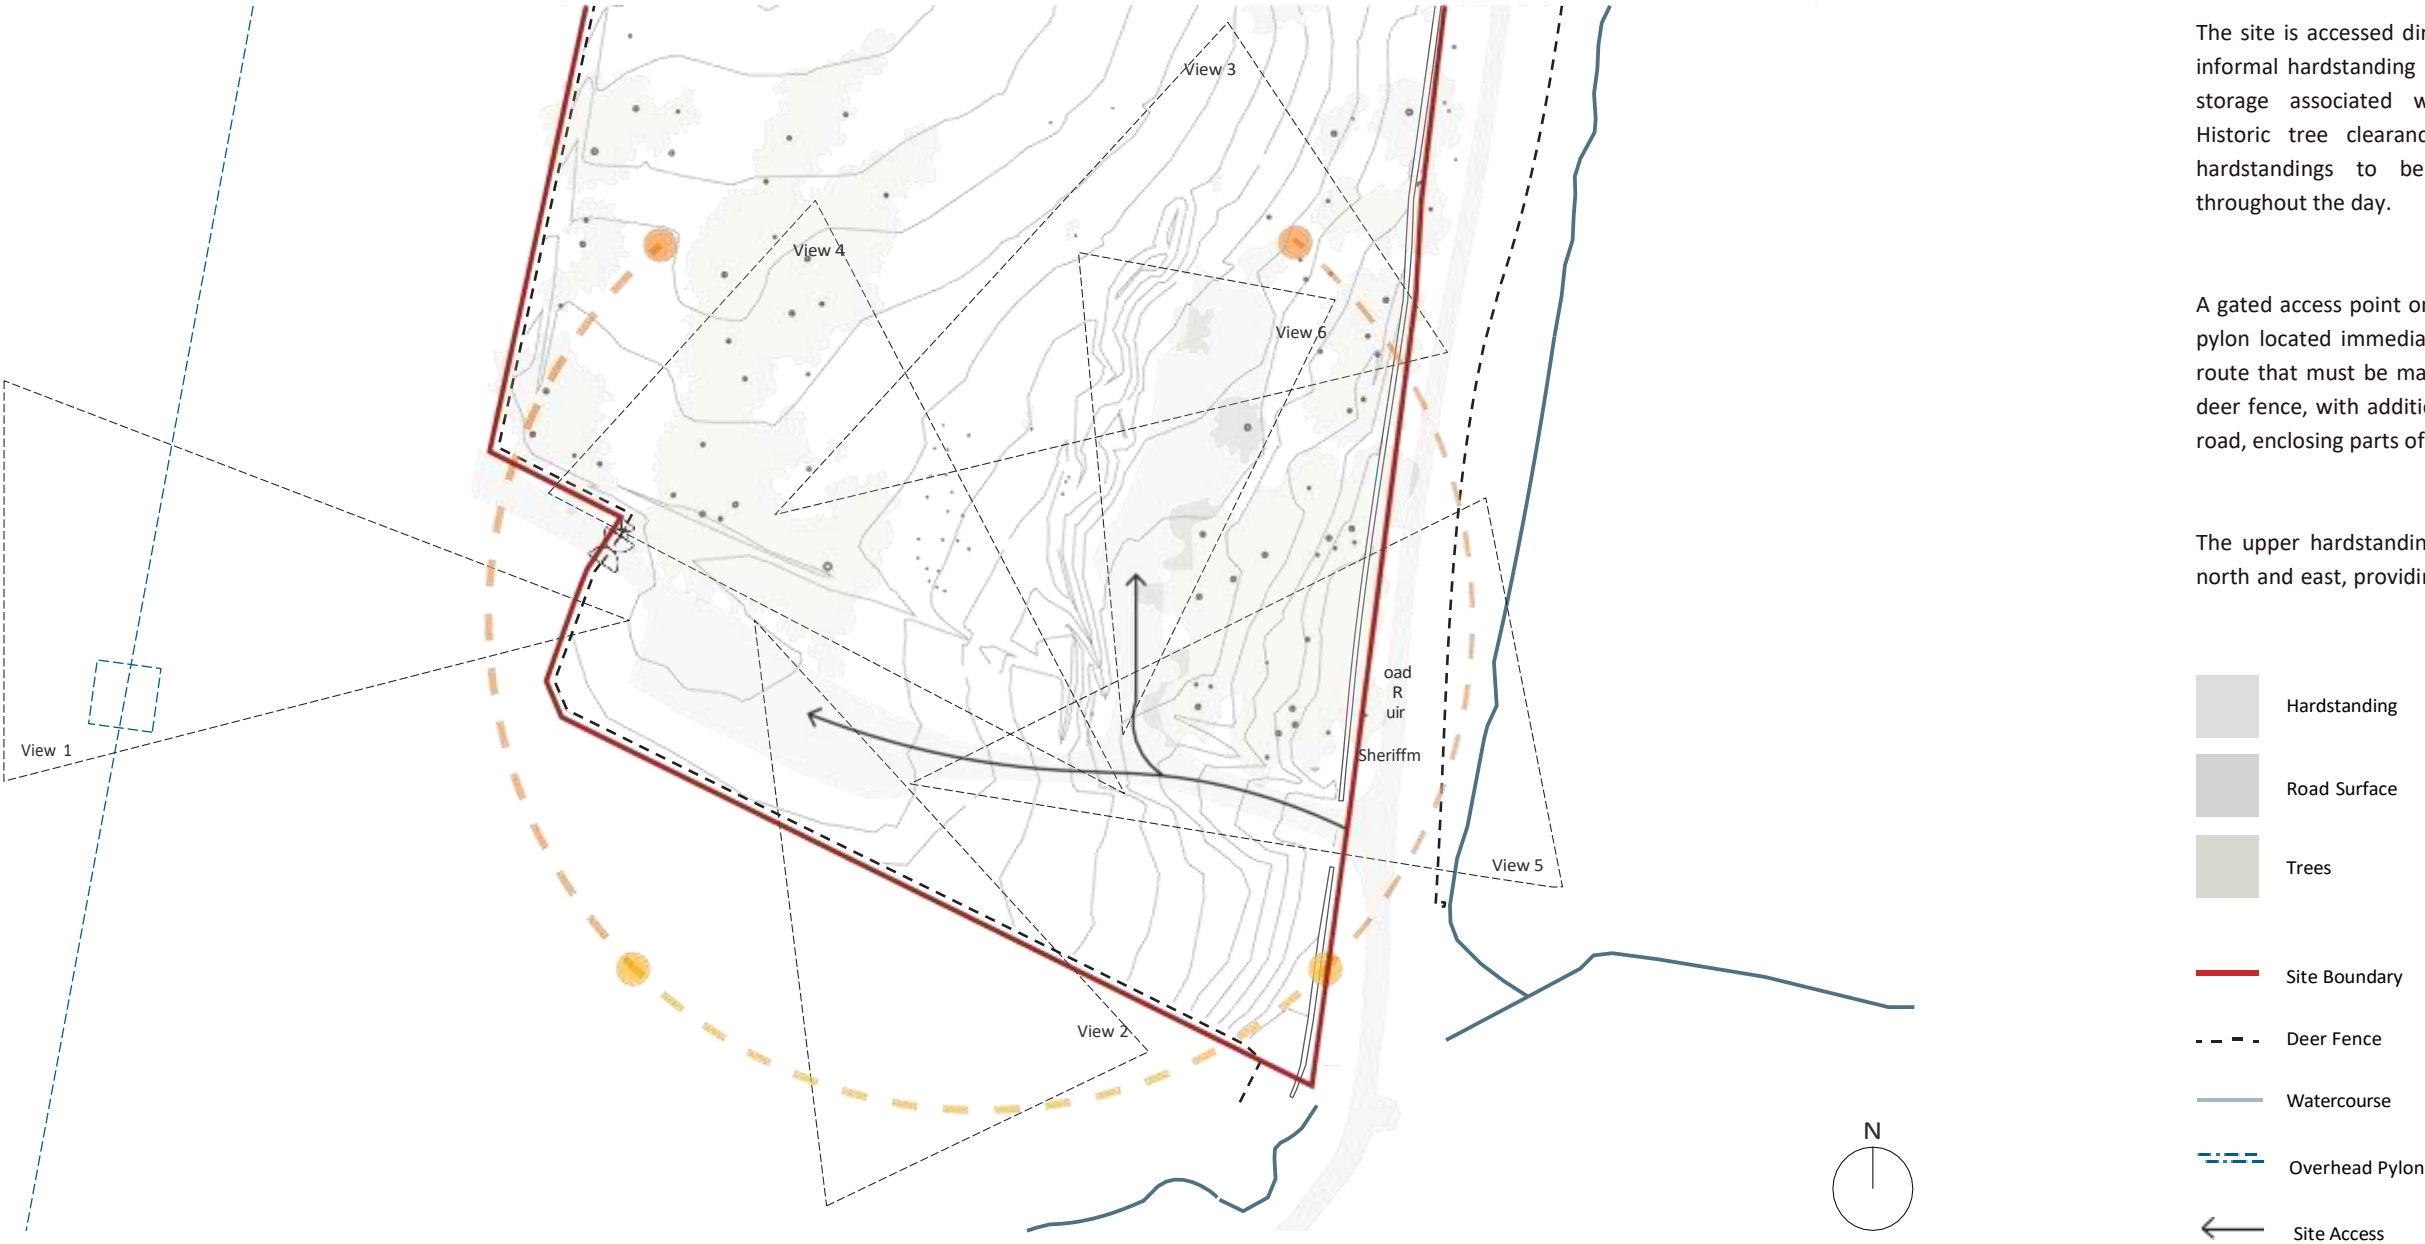 The site is accessed dir
informal hardstanding
storage associated w
Historic tree clearanc
hardstandings to be
throughout the day.
A gated access point or
pylon located immedia
route that must be ma
deer fence, with additi
road, enclosing parts of
The upper hardstandin
north and east, providi
View 3
View 4
View 6
View 1
View 5
View 2
oad
R
uir
Sheriffm
N
Hardstanding
Road Surface
Trees
Site Boundary
Deer Fence
Watercourse
Overhead Pylon
Site Access